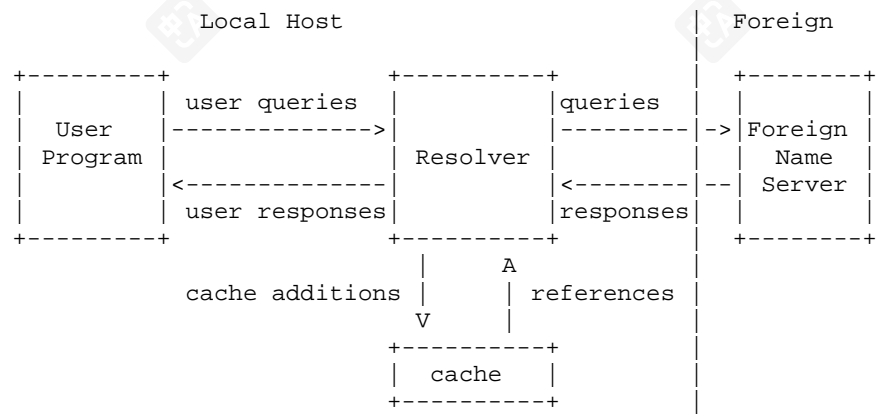 Local Host | Foreign
|
+---------+ +----------+ | +--------+
| | user queries | |queries | | |
| User |-------------->| |---------|->|Foreign |
| Program | | Resolver | | | Name |
| |<--------------| |<--------|--| Server |
| | user responses| |responses| | |
+---------+ +----------+ | +--------+
| A |
cache additions | | references |
V | |
+----------+ |
| cache | |
+----------+ |